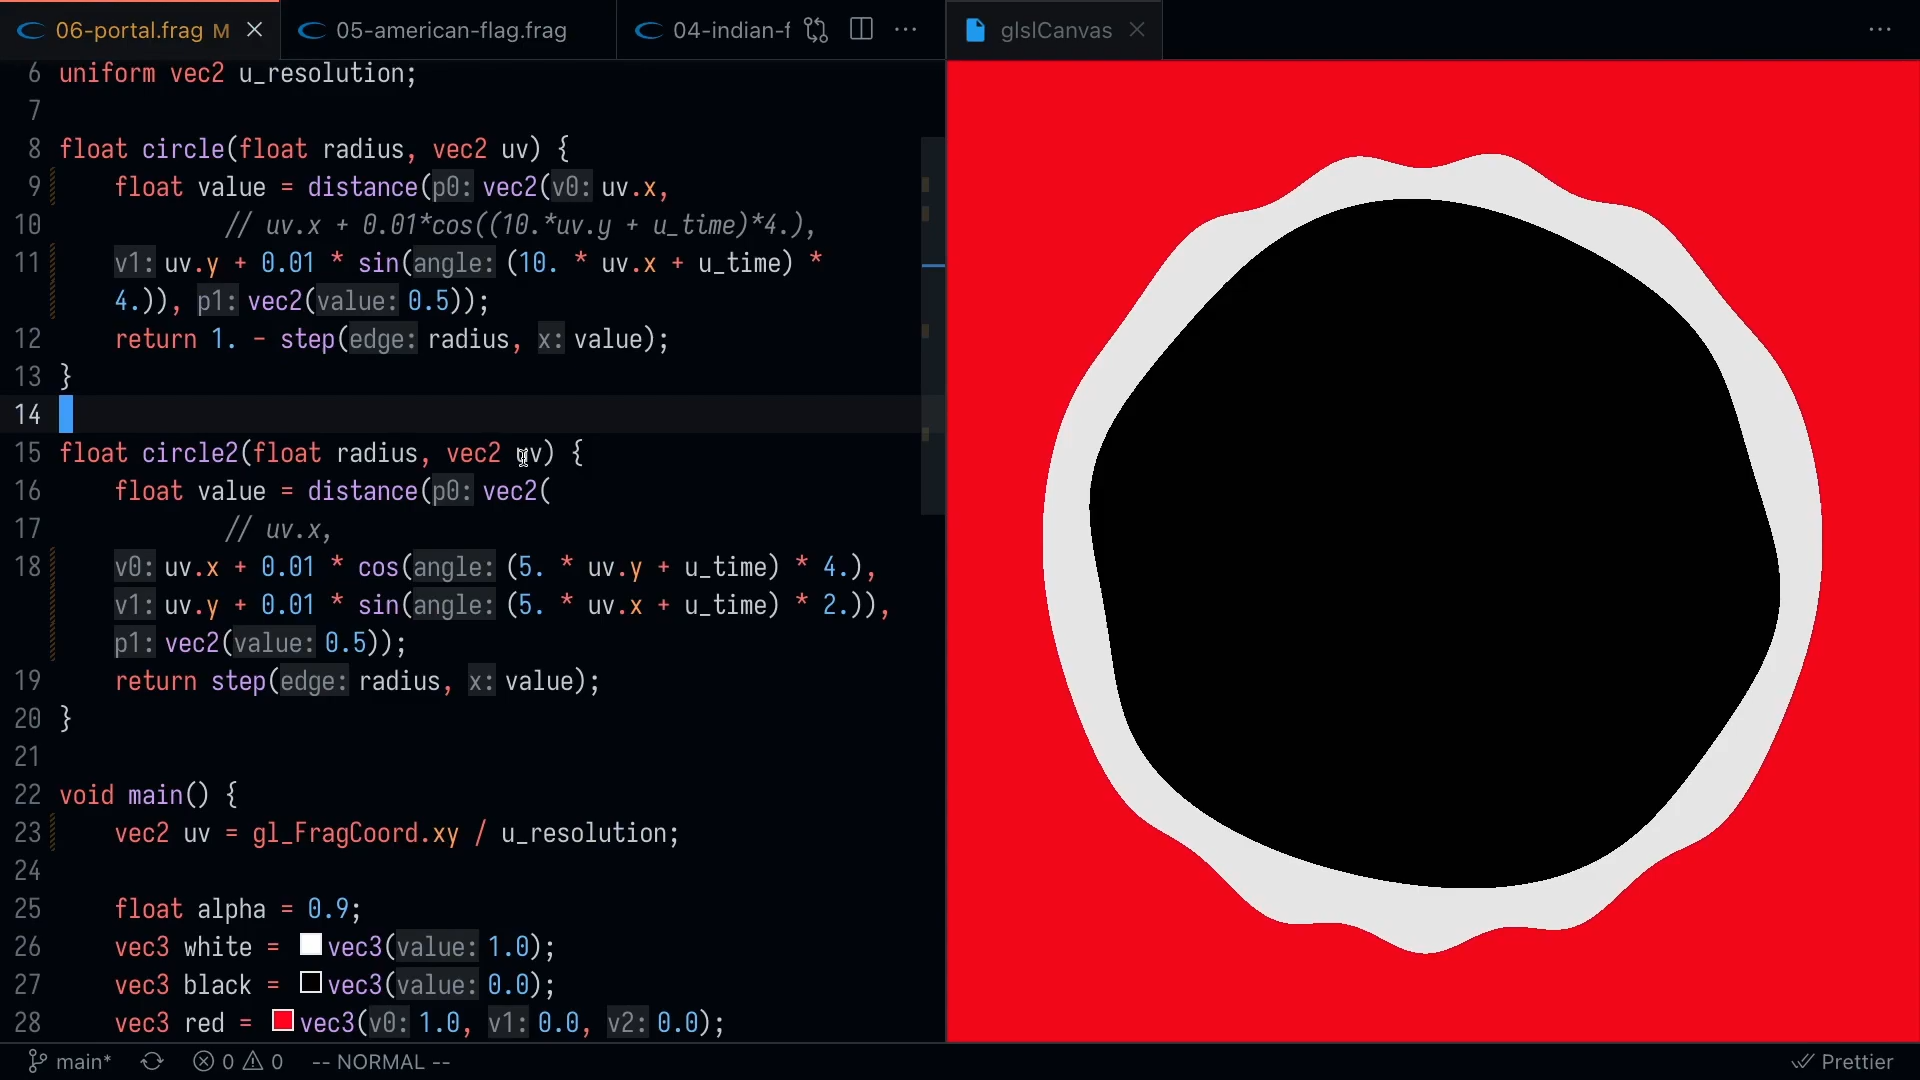 06-portal.frag M
05-american-flag.frag
04-indian-f
glslCanvas
6 uniform vec2 u_resolution;
7
8 float circle(float radius, vec2 uv) {
9 float value = distance(p0: vec2(v0: uv.x,
10 // uv.x + 0.01*cos((10.*uv.y + u_time)*4.),
11 v1: uv.y + 0.01 * sin(angle: (10. * uv.x + u_time) *
4.)), p1: vec2(value: 0.5));
12 return 1. - step(edge: radius, x: value);
13 }
14
15 float circle2(float radius, vec2 uv) {
16 float value = distance(p0: vec2(
17 // uv.x,
18 v0: uv.x + 0.01 * cos(angle: (5. * uv.y + u_time) * 4.),
v1: uv.y + 0.01 * sin(angle: (5. * uv.x + u_time) * 2.)),
p1: vec2(value: 0.5));
19 return step(edge: radius, x: value);
20 }
21
22 void main() {
23 vec2 uv = gl_FragCoord.xy / u_resolution;
24
25 float alpha = 0.9;
26 vec3 white = vec3(value: 1.0);
27 vec3 black = vec3(value: 0.0);
28 vec3 red = vec3(v0: 1.0, v1: 0.0, v2: 0.0);
main* 0 0 -- NORMAL --
Prettier